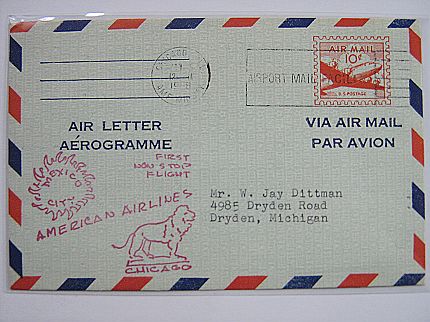 CHICAGO
AIRPORT MAIL FACILITY
AIR MAIL
10¢
U.S. POSTAGE
AIR LETTER
AÉROGRAMME
VIA AIR MAIL
PAR AVION
FIRST
NON STOP
FLIGHT
MEXICO
CITY
AMERICAN AIRLINES
CHICAGO
Mr. W. Jay Dittman
4985 Dryden Road
Dryden, Michigan